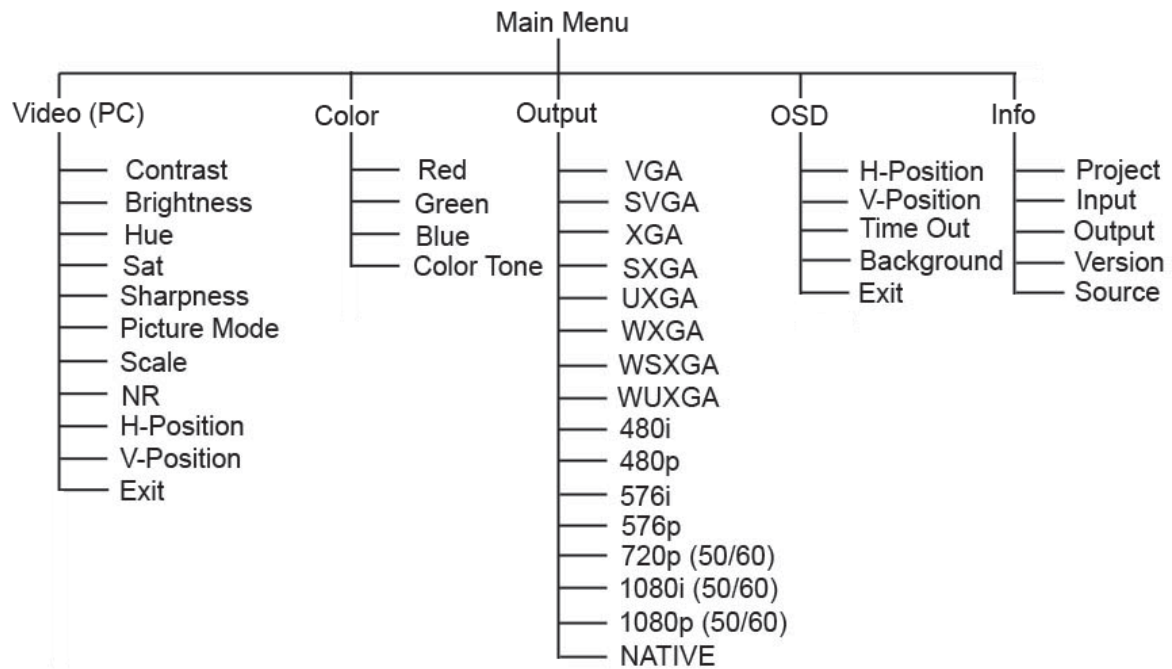 Main Menu
Video (PC)
Contrast
Brightness
Hue
Sat
Sharpness
Picture Mode
Scale
NR
H-Position
V-Position
Exit
Color
Red
Green
Blue
Color Tone
Output
VGA
SVGA
XGA
SXGA
UXGA
WXGA
WSXGA
WUXGA
480i
480p
576i
576p
720p (50/60)
1080i (50/60)
1080p (50/60)
NATIVE
OSD
H-Position
V-Position
Time Out
Background
Exit
Info
Project
Input
Output
Version
Source